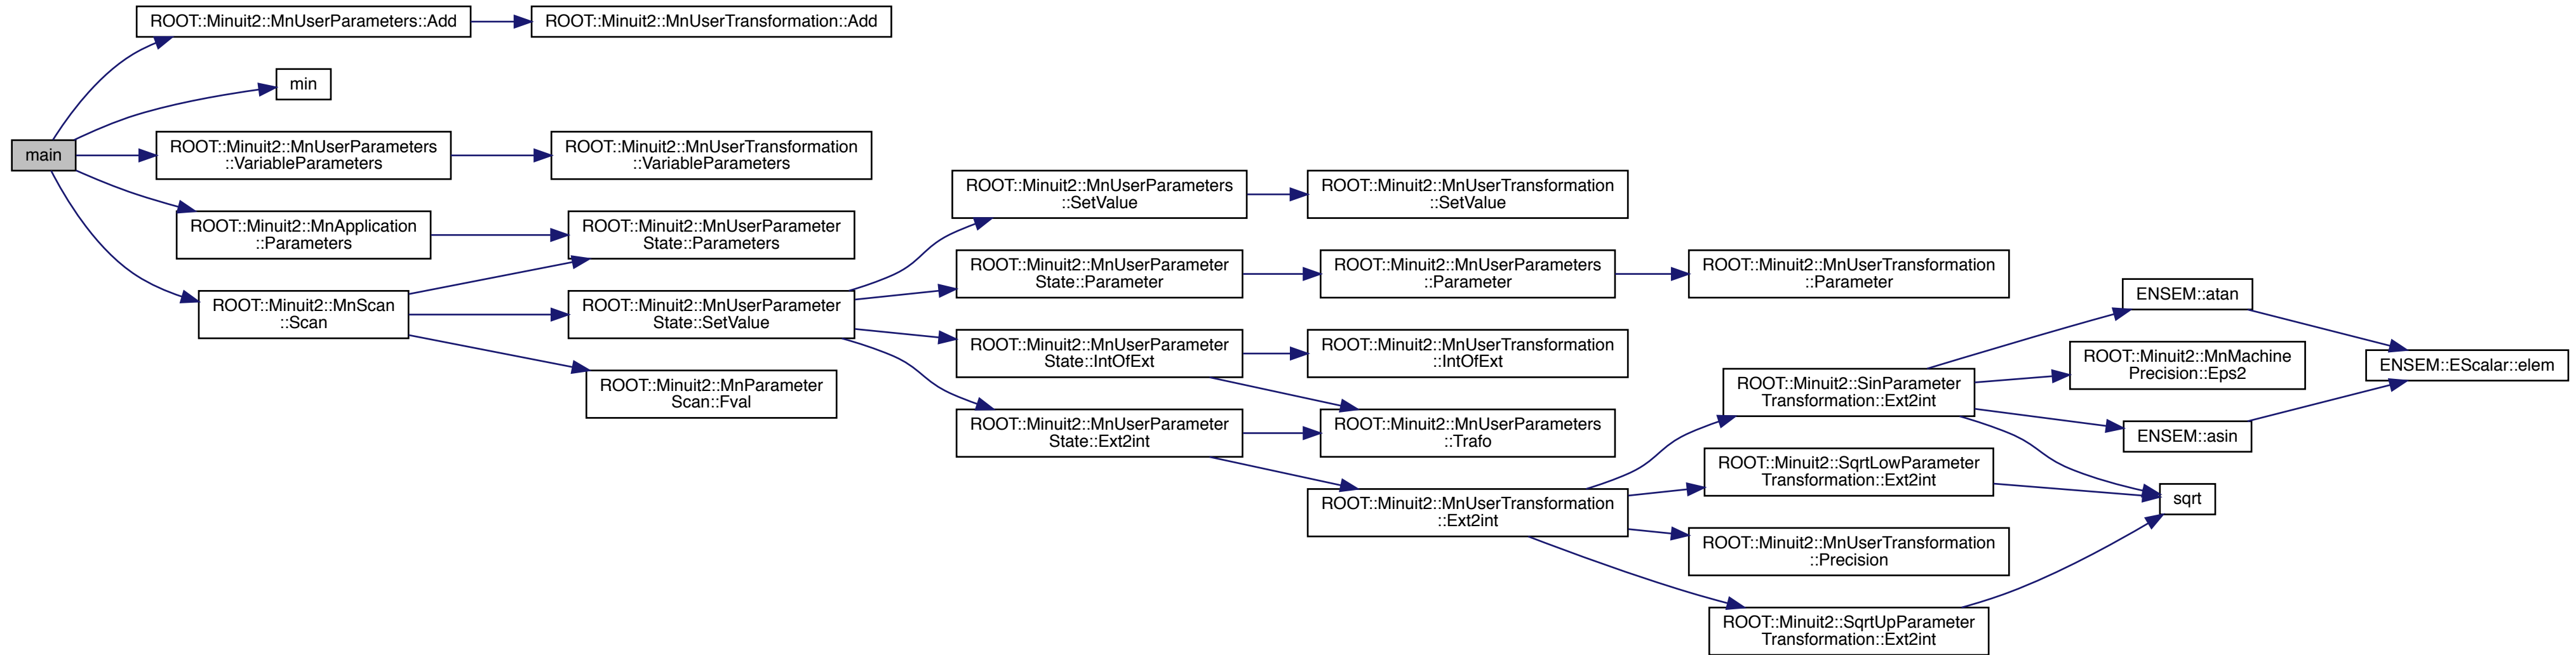 main
ROOT::Minuit2::MnUserParameters::Add
ROOT::Minuit2::MnUserTransformation::Add
min
ROOT::Minuit2::MnUserParameters
::VariableParameters
ROOT::Minuit2::MnUserTransformation
::VariableParameters
ROOT::Minuit2::MnApplication
::Parameters
ROOT::Minuit2::MnUserParameter
State::Parameters
ROOT::Minuit2::MnScan
::Scan
ROOT::Minuit2::MnUserParameter
State::SetValue
ROOT::Minuit2::MnParameter
Scan::Fval
ROOT::Minuit2::MnUserParameters
::SetValue
ROOT::Minuit2::MnUserTransformation
::SetValue
ROOT::Minuit2::MnUserParameter
State::Parameter
ROOT::Minuit2::MnUserParameters
::Parameter
ROOT::Minuit2::MnUserTransformation
::Parameter
ROOT::Minuit2::MnUserParameter
State::IntOfExt
ROOT::Minuit2::MnUserTransformation
::IntOfExt
ROOT::Minuit2::MnUserParameter
State::Ext2int
ROOT::Minuit2::MnUserParameters
::Trafo
ROOT::Minuit2::MnUserTransformation
::Ext2int
ROOT::Minuit2::SinParameter
Transformation::Ext2int
ROOT::Minuit2::SqrtLowParameter
Transformation::Ext2int
ROOT::Minuit2::MnUserTransformation
::Precision
ROOT::Minuit2::SqrtUpParameter
Transformation::Ext2int
ENSEM::atan
ROOT::Minuit2::MnMachine
Precision::Eps2
ENSEM::asin
sqrt
ENSEM::EScalar::elem